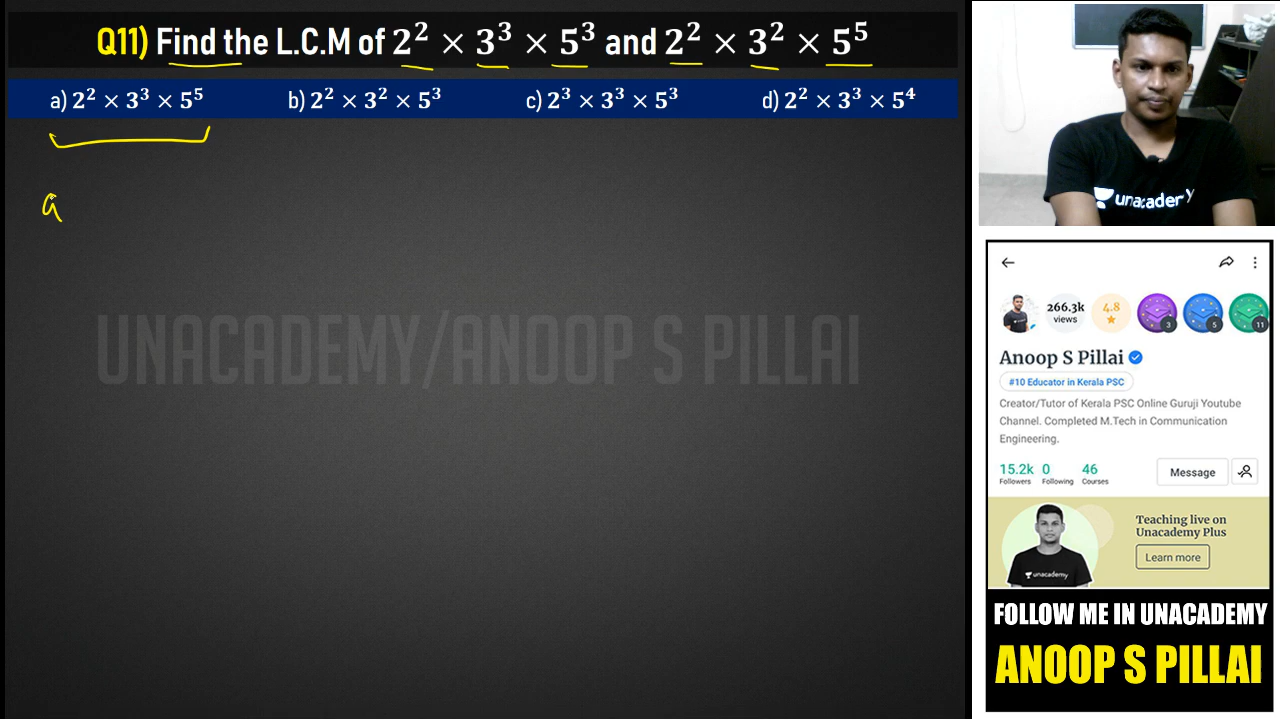 Q11) Find the L.C.M of 2² × 3³ × 5³ and 2² × 3² × 5⁵
a) 2² × 3³ × 5⁵ b) 2² × 3² × 5³ c) 2³ × 3³ × 5³ d) 2² × 3³ × 5⁴
a
UNACADEMY/ANOOP S PILLAI
unacademy
266.3k
views
4.8
3 5 11
Anoop S Pillai
#10 Educator in Kerala PSC
Creator/Tutor of Kerala PSC Online Guruji Youtube
Channel. Completed M.Tech in Communication
Engineering.
15.2k 0 46
Followers Following Courses
Message
Teaching live on
Unacademy Plus
Learn more
unacademy
FOLLOW ME IN UNACADEMY
ANOOP S PILLAI